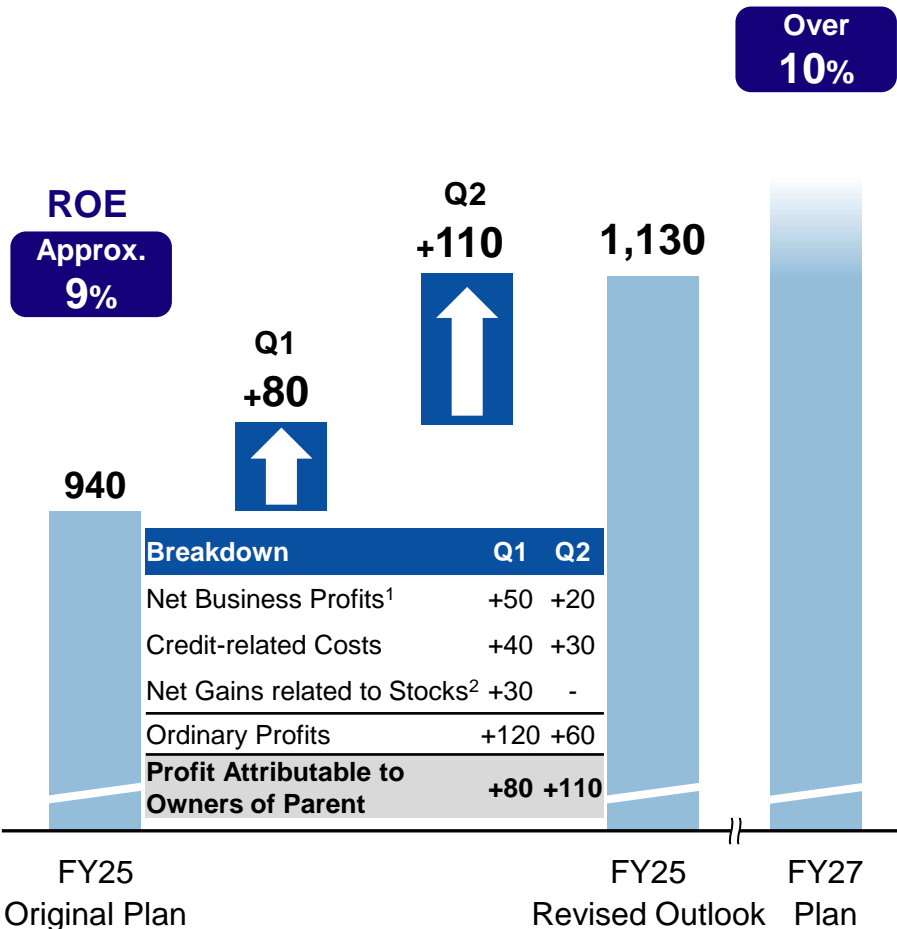 Over
10%
ROE
Approx.
9%
Q2
+110
1,130
Q1
+80
940
Breakdown Q1 Q2
Net Business Profits1 +50 +20
Credit-related Costs +40 +30
Net Gains related to Stocks2 +30 -
Ordinary Profits +120 +60
Profit Attributable to
Owners of Parent +80 +110
FY25
Original Plan
FY25
Revised Outlook
FY27
Plan